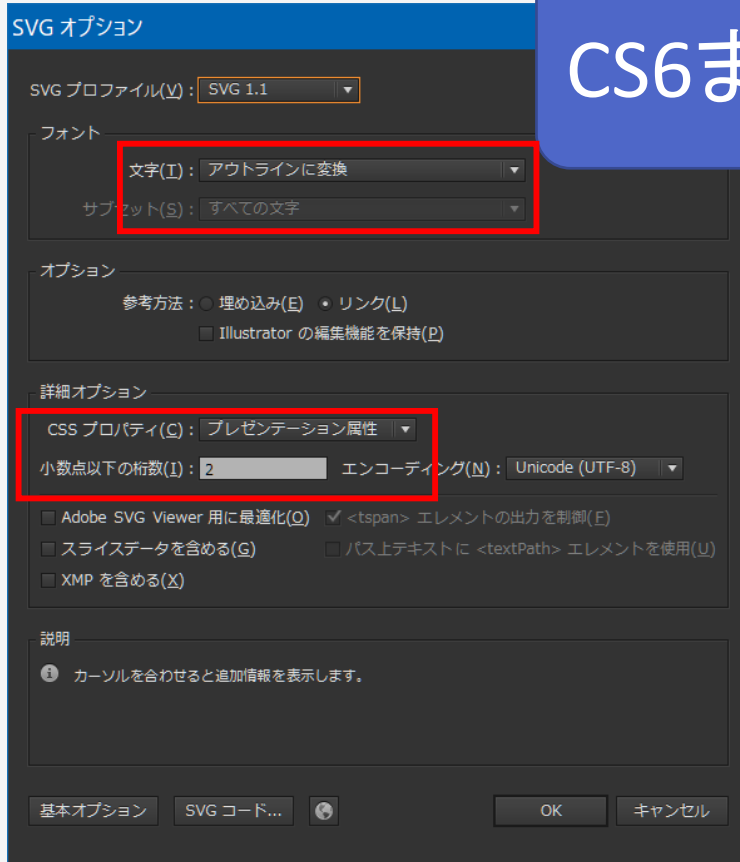 SVG オプション
CS6ま
SVG プロファイル(V)： SVG 1.1
フォント
文字(T)： アウトラインに変換
サブセット(S)： すべての文字
オプション
参考方法： 埋め込み(E) リンク(L)
Illustrator の編集機能を保持(P)
詳細オプション
CSS プロパティ(C)： プレゼンテーション属性
小数点以下の桁数(I)： 2 エンコーディング(N)： Unicode (UTF-8)
Adobe SVG Viewer 用に最適化(O) <tspan> エレメントの出力を制御(F)
スライスデータを含める(G) パス上テキストに <textPath> エレメントを使用(U)
XMP を含める(X)
説明
カーソルを合わせると追加情報を表示します。
基本オプション SVG コード... OK キャンセル